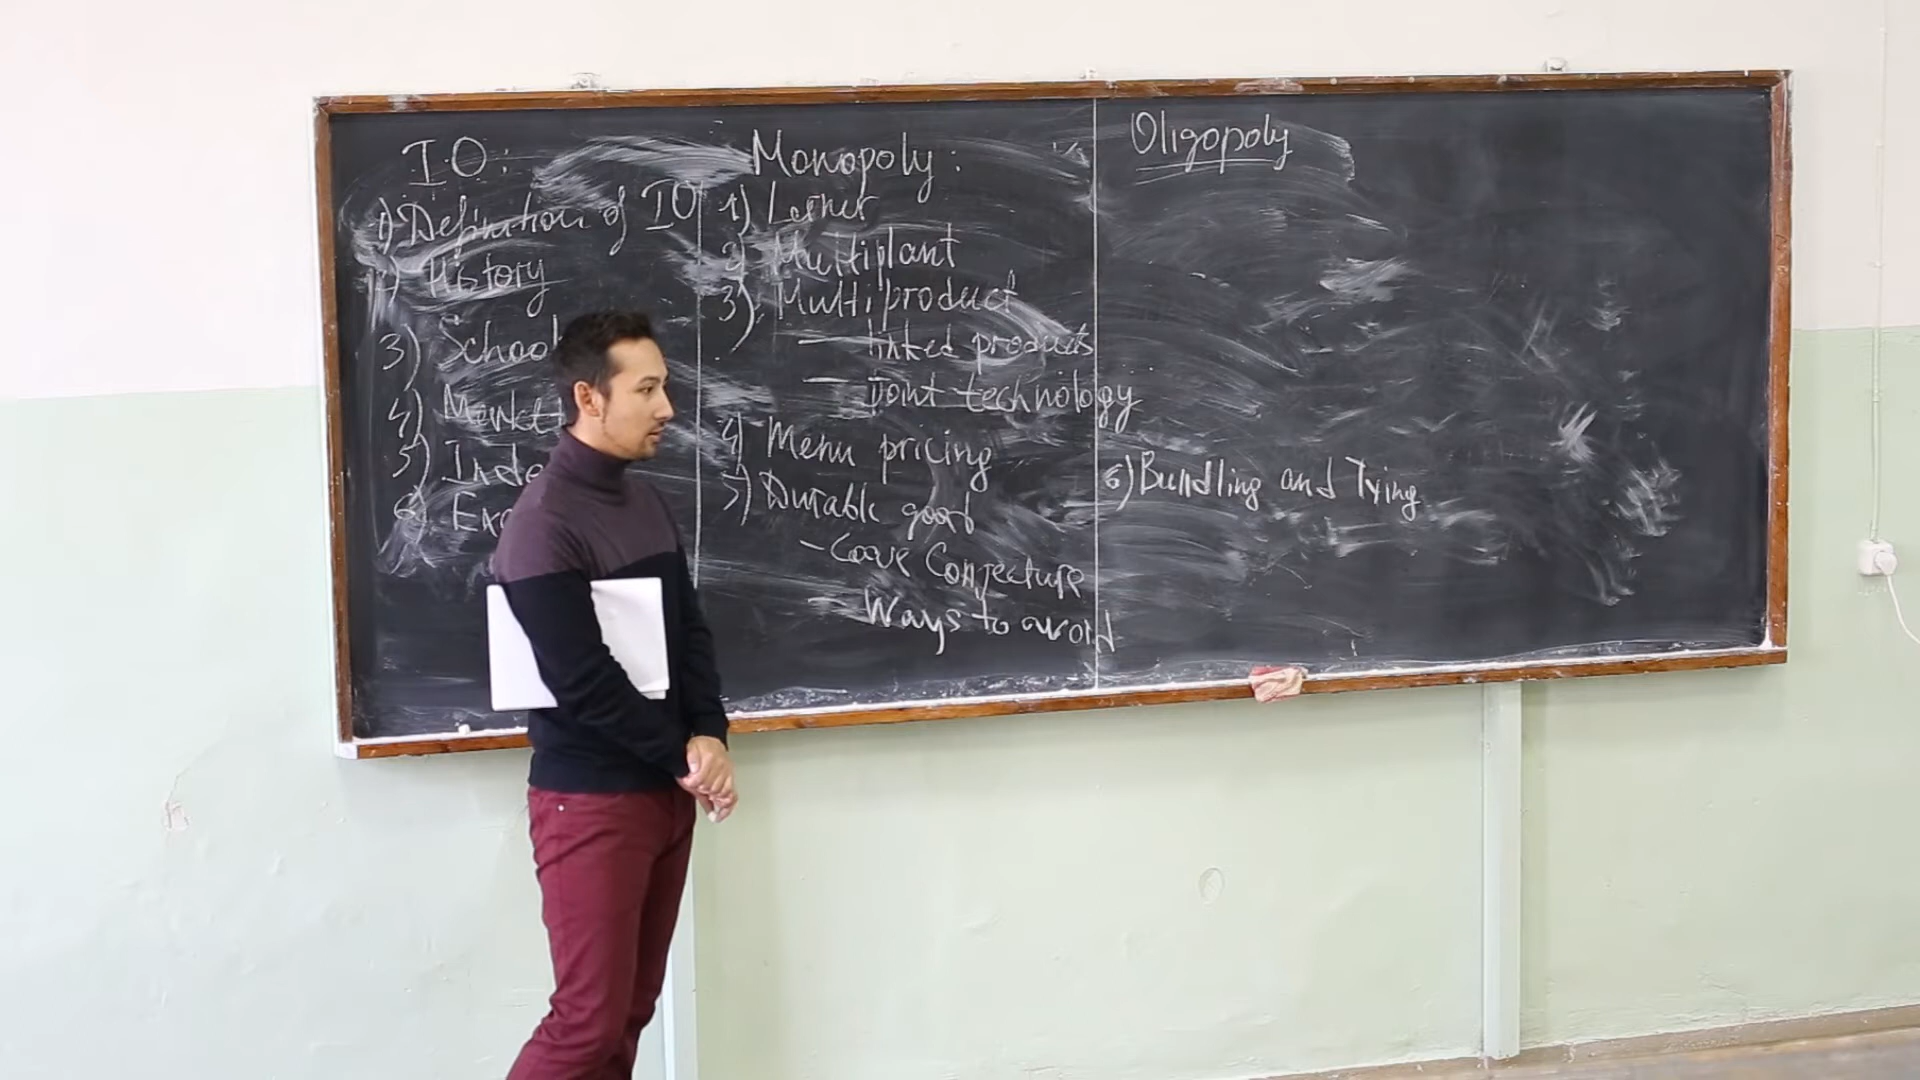 I.O:
1) Definition of IO
2) History
3) School
4) Market
5) Inde
6) Exa
Monopoly:
1) Lerner
2) Multiplant
3) Multiproduct
— linked products
— joint technology
4) Menu pricing
5) Durable good
- Coase Conjecture
- Ways to avoid
Oligopoly
6) Bundling and Tying